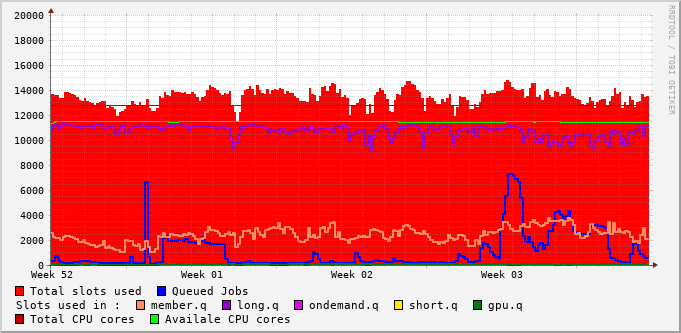 20000
18000
16000
14000
12000
10000
8000
6000
4000
2000
0
Week 52 Week 01 Week 02 Week 03
RRDTOOL / TOBI OETIKER
Total slots used Queued Jobs
Slots used in : member.q long.q ondemand.q short.q gpu.q
Total CPU cores Availale CPU cores